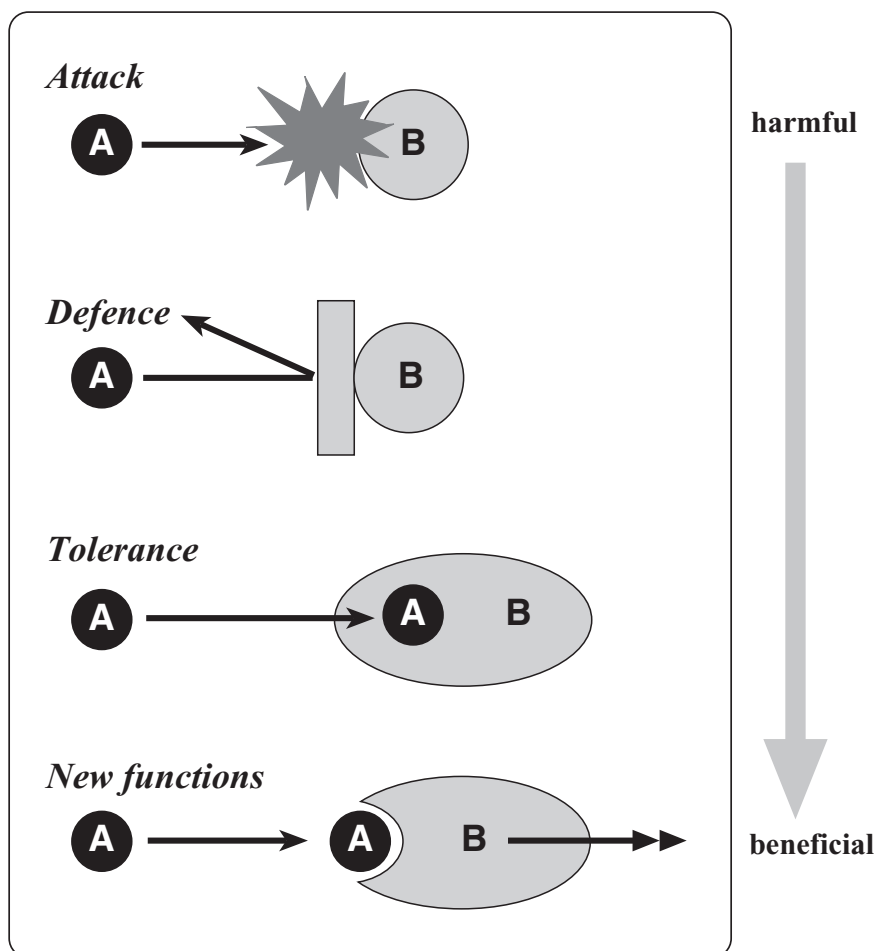 Attack
A
B
harmful
Defence
A
B
Tolerance
A
A
B
New functions
A
A
B
beneficial